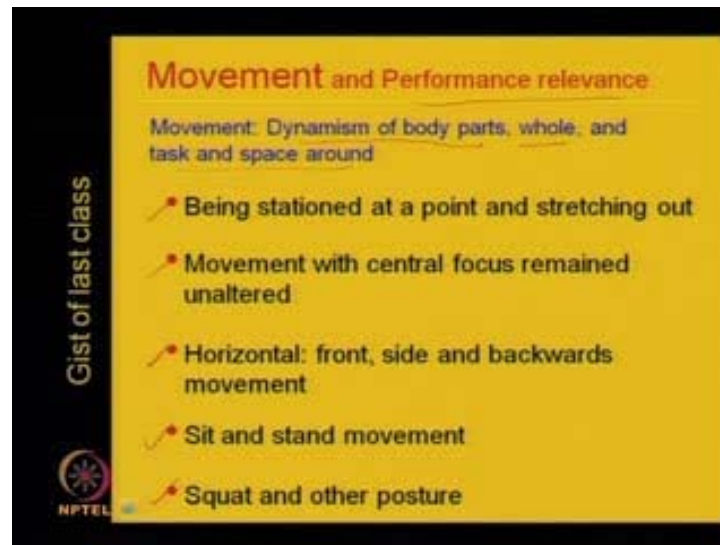 Movement and Performance relevance
Movement: Dynamism of body parts, whole, and
task and space around
Being stationed at a point and stretching out
Movement with central focus remained
unaltered
Horizontal: front, side and backwards
movement
Sit and stand movement
Squat and other posture
Gist of last class
NPTEL